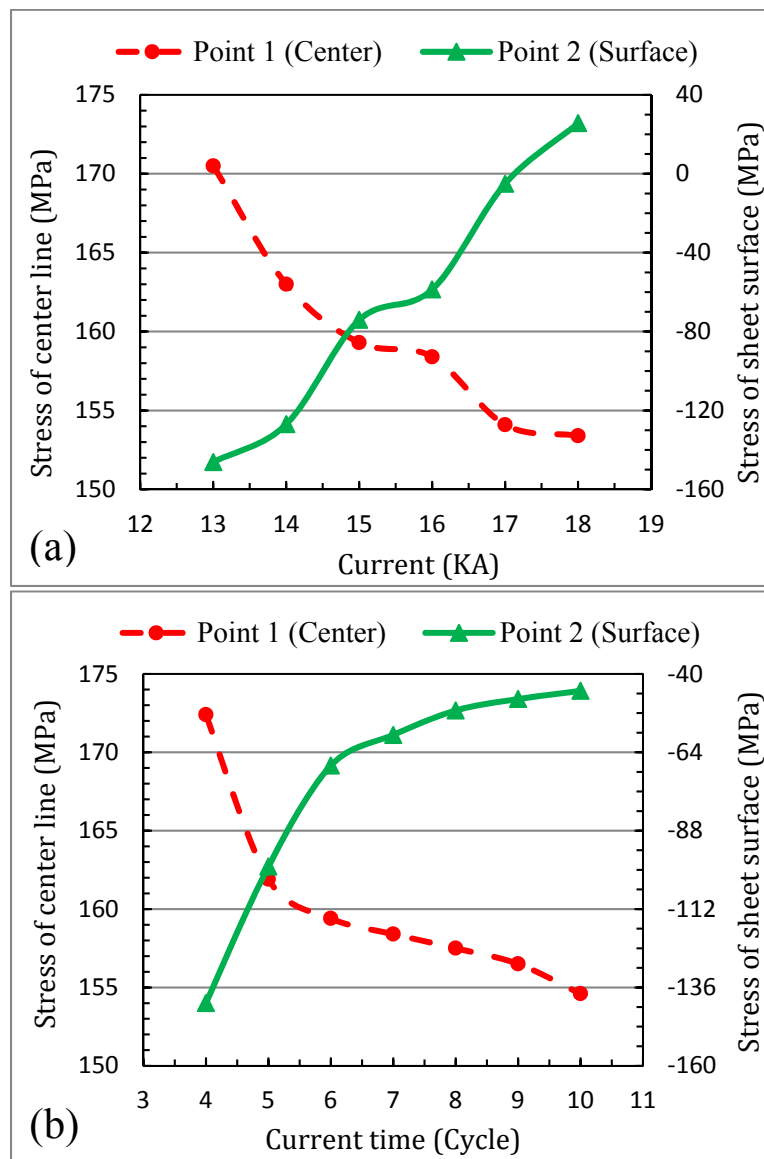 Point 1 (Center) Point 2 (Surface)
Stress of center line (MPa)
175
170
165
160
155
150
40
0
-40
-80
-120
-160
Stress of sheet surface (MPa)
12 13 14 15 16 17 18 19
Current (KA)
(a)
Point 1 (Center) Point 2 (Surface)
Stress of center line (MPa)
175
170
165
160
155
150
-40
-64
-88
-112
-136
-160
Stress of sheet surface (MPa)
3 4 5 6 7 8 9 10 11
Current time (Cycle)
(b)